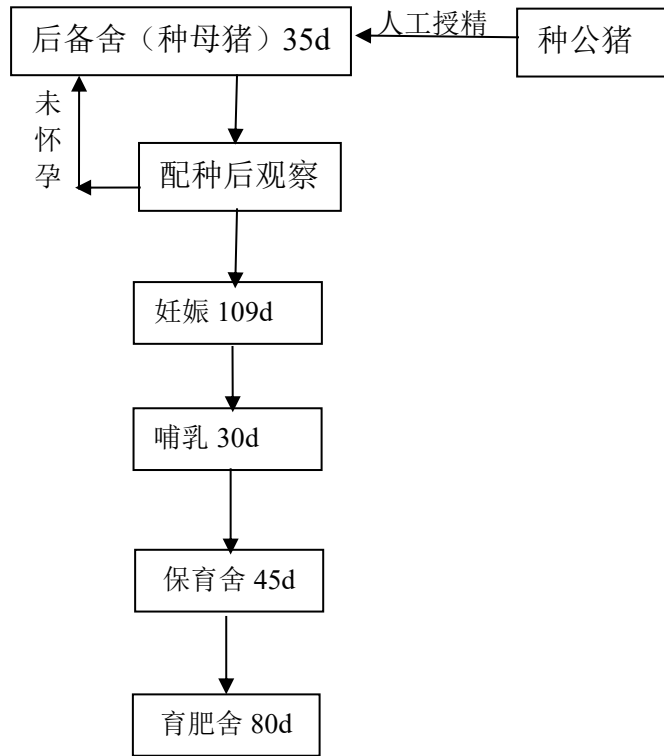 后备舍（种母猪）35d
人工授精
种公猪
未
怀
孕
配种后观察
妊娠 109d
哺乳 30d
保育舍 45d
育肥舍 80d